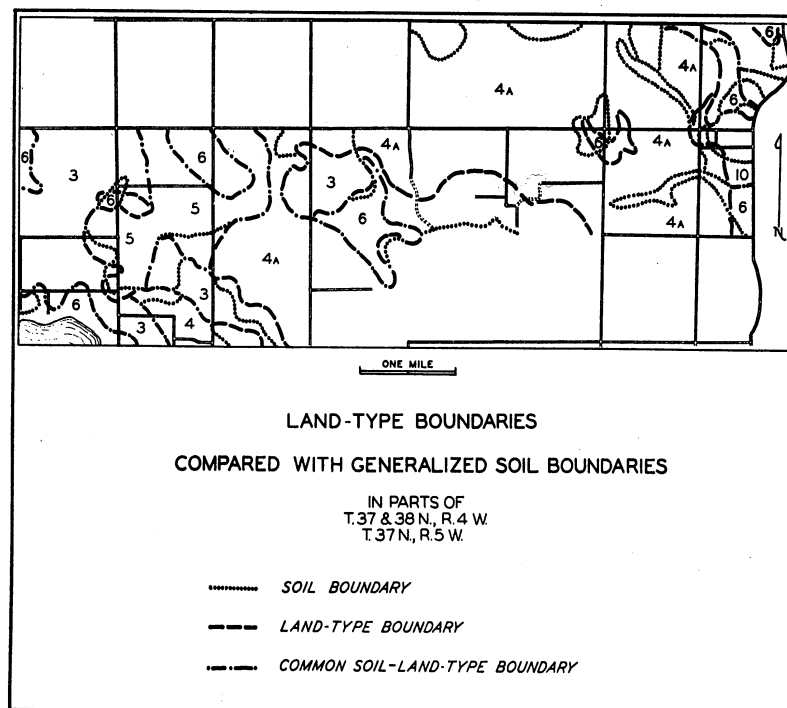 6
4A
6
4A
6
4A
6
6
3
6
4A
3
4A
10
6
5
6
6
4A
5
4A
N
3
6
3
4
ONE MILE
LAND-TYPE BOUNDARIES
COMPARED WITH GENERALIZED SOIL BOUNDARIES
IN PARTS OF
T. 37 & 38 N., R. 4 W.
T. 37 N., R. 5 W.
SOIL BOUNDARY
LAND-TYPE BOUNDARY
COMMON SOIL-LAND-TYPE BOUNDARY